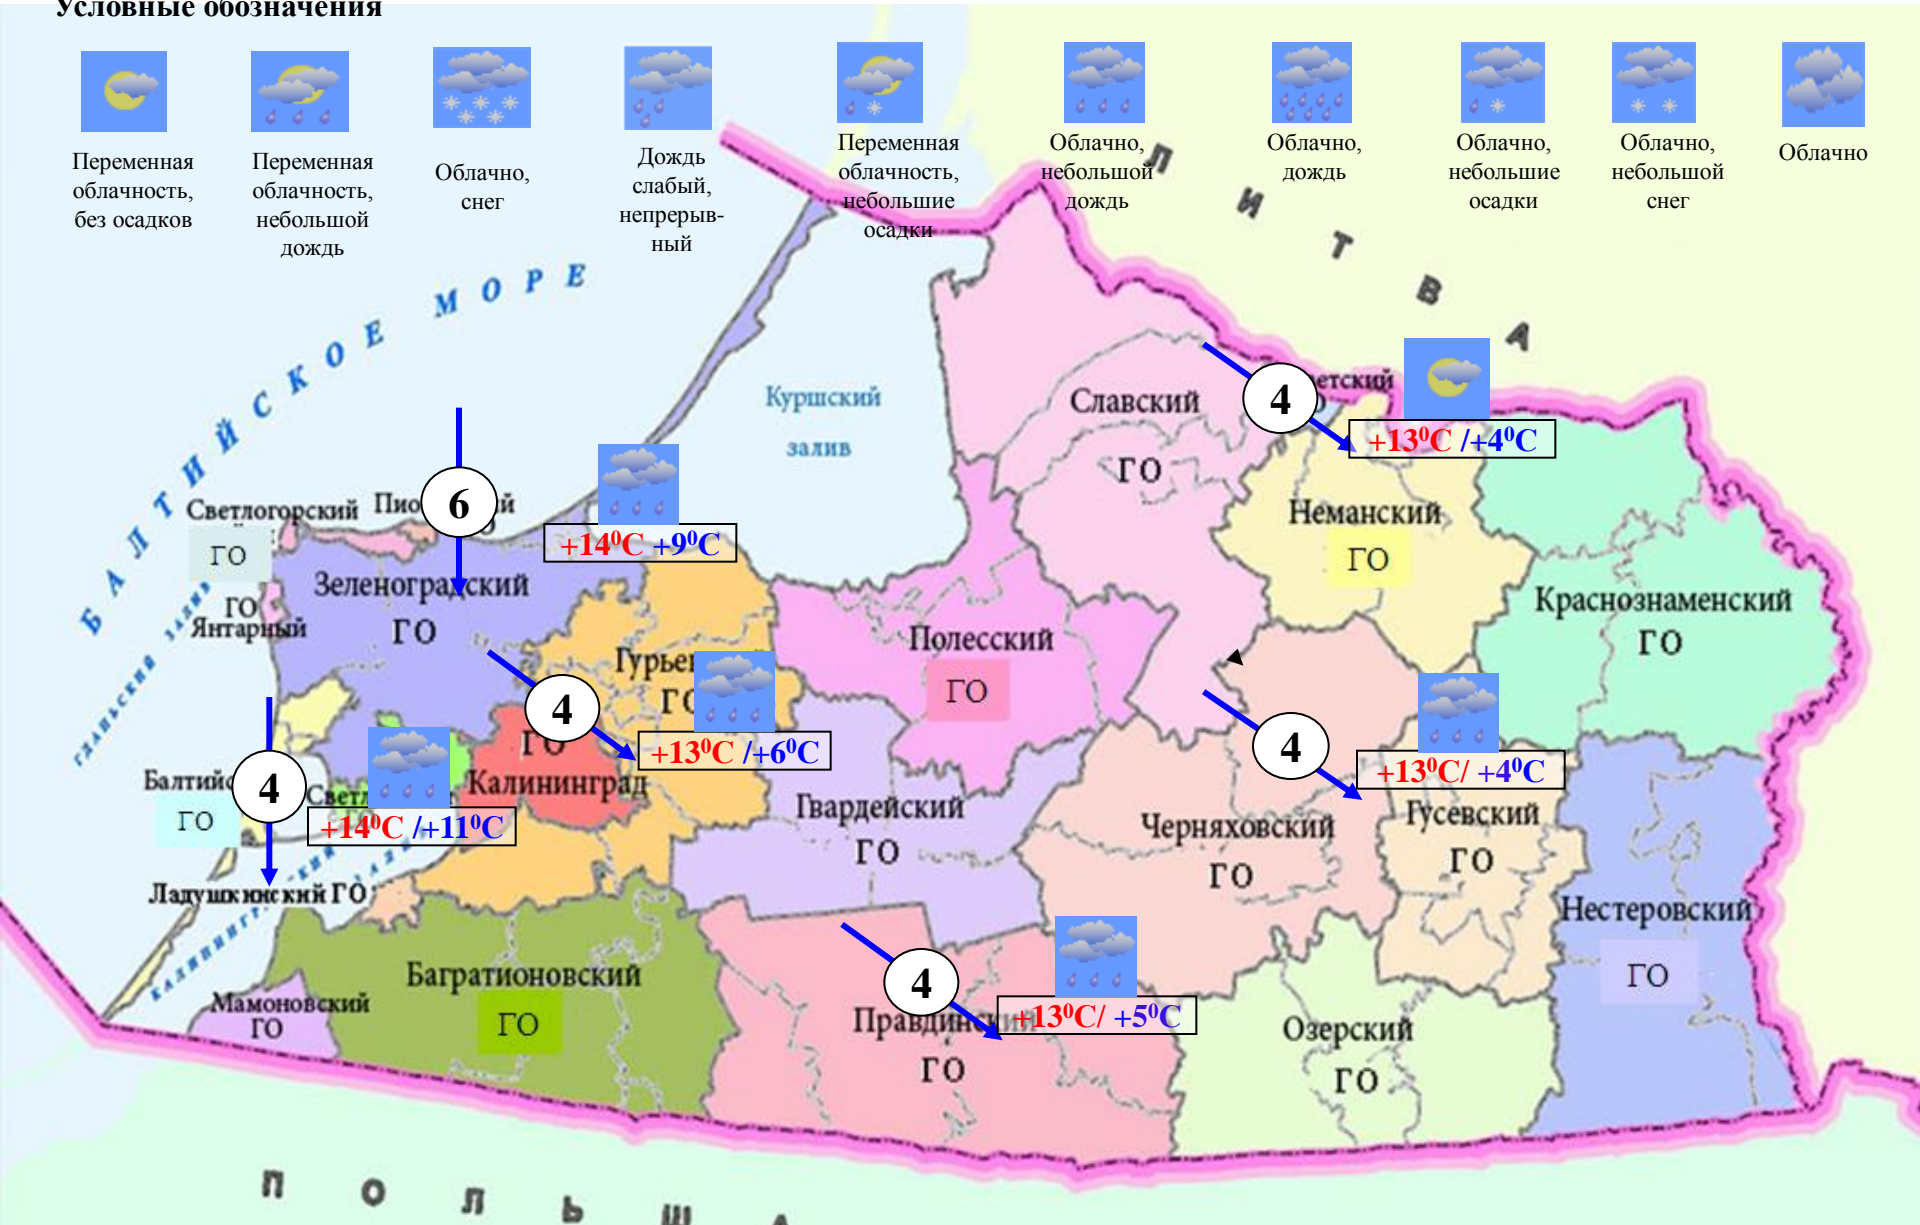 Условные обозначения
Переменная
облачность,
без осадков
Переменная
облачность,
небольшой
дождь
Облачно,
снег
Дождь
слабый,
непрерыв-
ный
Переменная
облачность,
небольшие
осадки
Облачно,
небольшой
дождь
Облачно,
дождь
Облачно,
небольшие
осадки
Облачно,
небольшой
снег
Облачно
ЛИТВА
БАЛТИЙСКОЕ МОРЕ
Куршский
залив
Славский
ГО
4
+13⁰C /+4⁰C
6
Светлогорский
ГО
+14⁰C +9⁰C
Неманский
ГО
Зеленоградский
ГО
ГО
Янтарный
Краснознаменский
ГО
Полесский
ГО
4
ГО
+13⁰C /+6⁰C
4
+13⁰C/ +4⁰C
ГО
Калининград
4
ГО
+14⁰C /+11⁰C
Гвардейский
ГО
Черняховский
ГО
Гусевский
ГО
Ладушкинский ГО
Нестеровский
ГО
Багратионовский
ГО
Мамоновский
ГО
4
+13⁰C/ +5⁰C
Правдинский
ГО
Озерский
ГО
ПОЛЬША